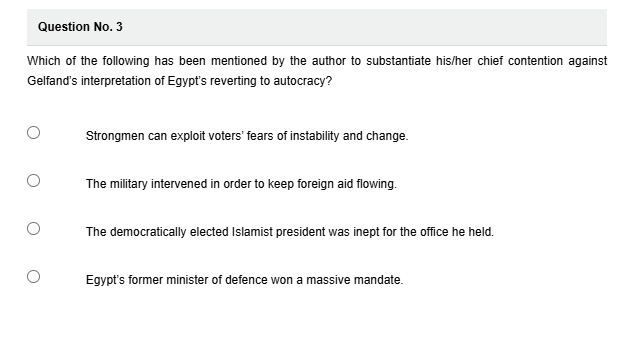 Question No. 3
Which of the following has been mentioned by the author to substantiate his/her chief contention against
Gelfand's interpretation of Egypt's reverting to autocracy?
Strongmen can exploit voters' fears of instability and change.
The military intervened in order to keep foreign aid flowing.
The democratically elected Islamist president was inept for the office he held.
Egypt's former minister of defence won a massive mandate.